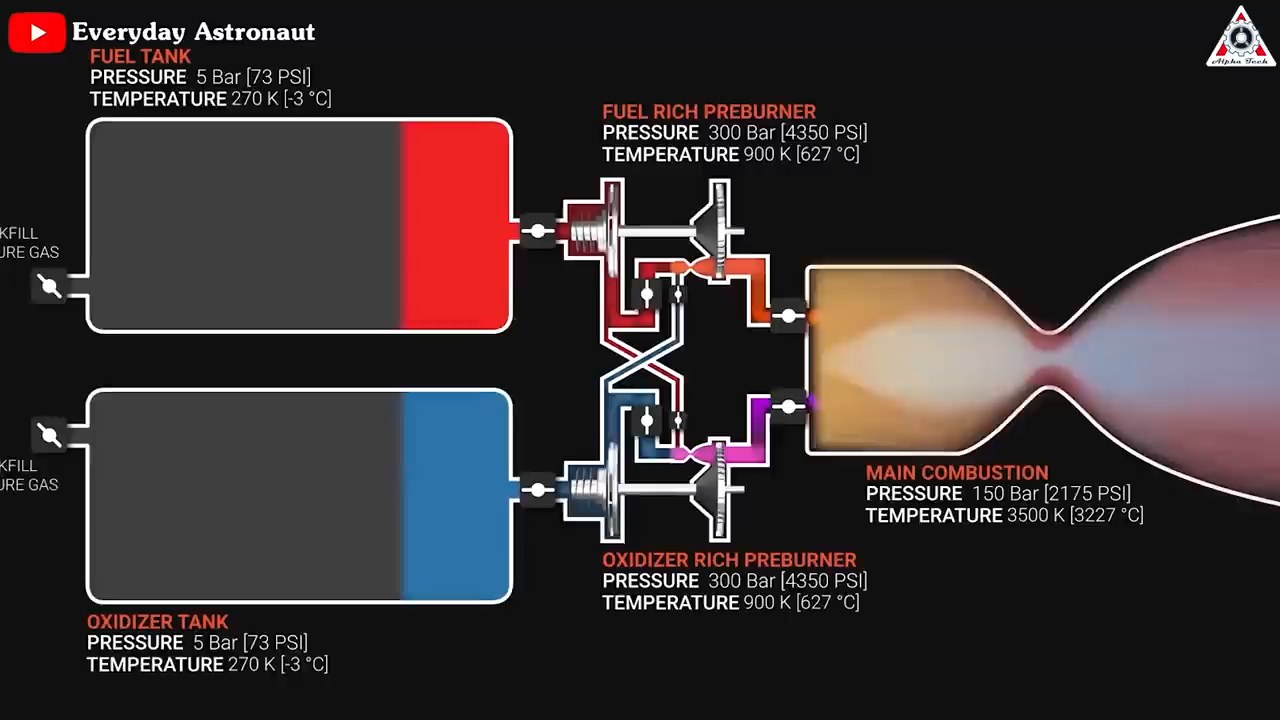 Everyday Astronaut
Alpha Tech
FUEL TANK
PRESSURE 5 Bar [73 PSI]
TEMPERATURE 270 K [-3 °C]
FUEL RICH PREBURNER
PRESSURE 300 Bar [4350 PSI]
TEMPERATURE 900 K [627 °C]
KFILL
URE GAS
KFILL
URE GAS
MAIN COMBUSTION
PRESSURE 150 Bar [2175 PSI]
TEMPERATURE 3500 K [3227 °C]
OXIDIZER RICH PREBURNER
PRESSURE 300 Bar [4350 PSI]
TEMPERATURE 900 K [627 °C]
OXIDIZER TANK
PRESSURE 5 Bar [73 PSI]
TEMPERATURE 270 K [-3 °C]